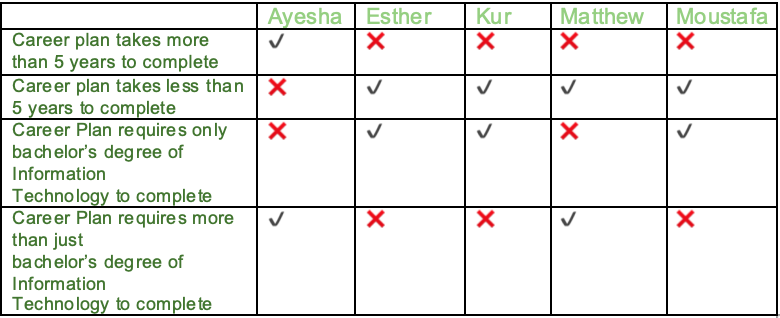 Ayesha Esther Kur Matthew Moustafa
Career plan takes more
than 5 years to complete
✓ ❌ ❌ ❌ ❌
Career plan takes less than
5 years to complete
❌ ✓ ✓ ✓ ✓
Career Plan requires only
bachelor's degree of
Information
Technology to complete
❌ ✓ ✓ ❌ ✓
Career Plan requires more
than just
bachelor's degree of
Information
Technology to complete
✓ ❌ ❌ ✓ ❌